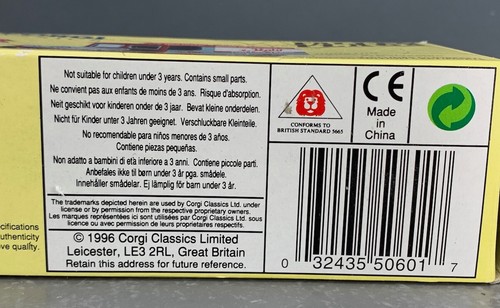 Not suitable for children under 3 years. Contains small parts.
Ne convient pas aux enfants de moins de 3 ans. Risque d'absorption.
Niet geschikt voor kinderen onder de 3 jaar. Bevat kleine onderdelen.
Nicht für Kinder unter 3 Jahren geeignet. Verschluckbare Kleinteile.
No recomendable para niños menores de 3 años.
Contiene piezas pequeñas.
Non adatto a bambini di età inferiore a 3 anni. Contiene piccole parti.
Anbefales ikke til børn under 3 år pga. smådele.
Innehåller smådelar. Ej lämplig för barn under 3 år.
The trademarks depicted herein are used by Corgi Classics Ltd. under
license or by permission from the respective proprietary owners.
Les marques représentées ici sont utilisées par Corgi Classics Ltd. sous
licence ou avec permission de leurs propriétaires respectifs.
© 1996 Corgi Classics Limited
Leicester, LE3 2RL, Great Britain
Retain this address for future reference.
CONFORMS TO
BRITISH STANDARD 5665
CE
Made
in
China
0 32435 50601 7
cifications
uthenticity
ve quality.